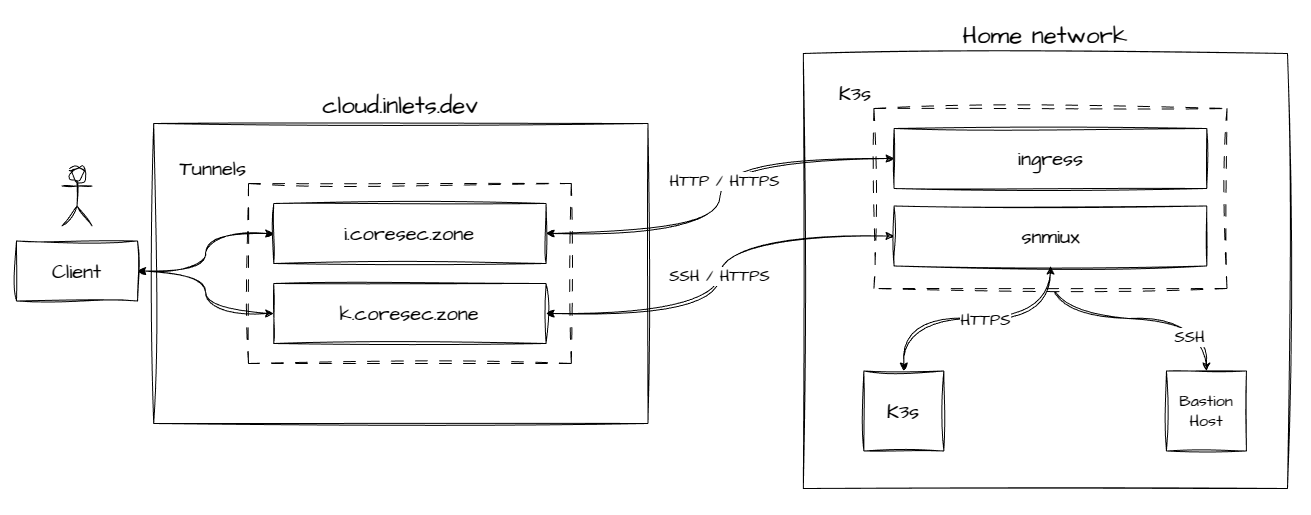 Home network
K3s
cloud.inlets.dev
ingress
Tunnels
HTTP / HTTPS
i.coresec.zone
snmiux
Client
SSH / HTTPS
k.coresec.zone
HTTPS
SSH
K3s
Bastion
Host